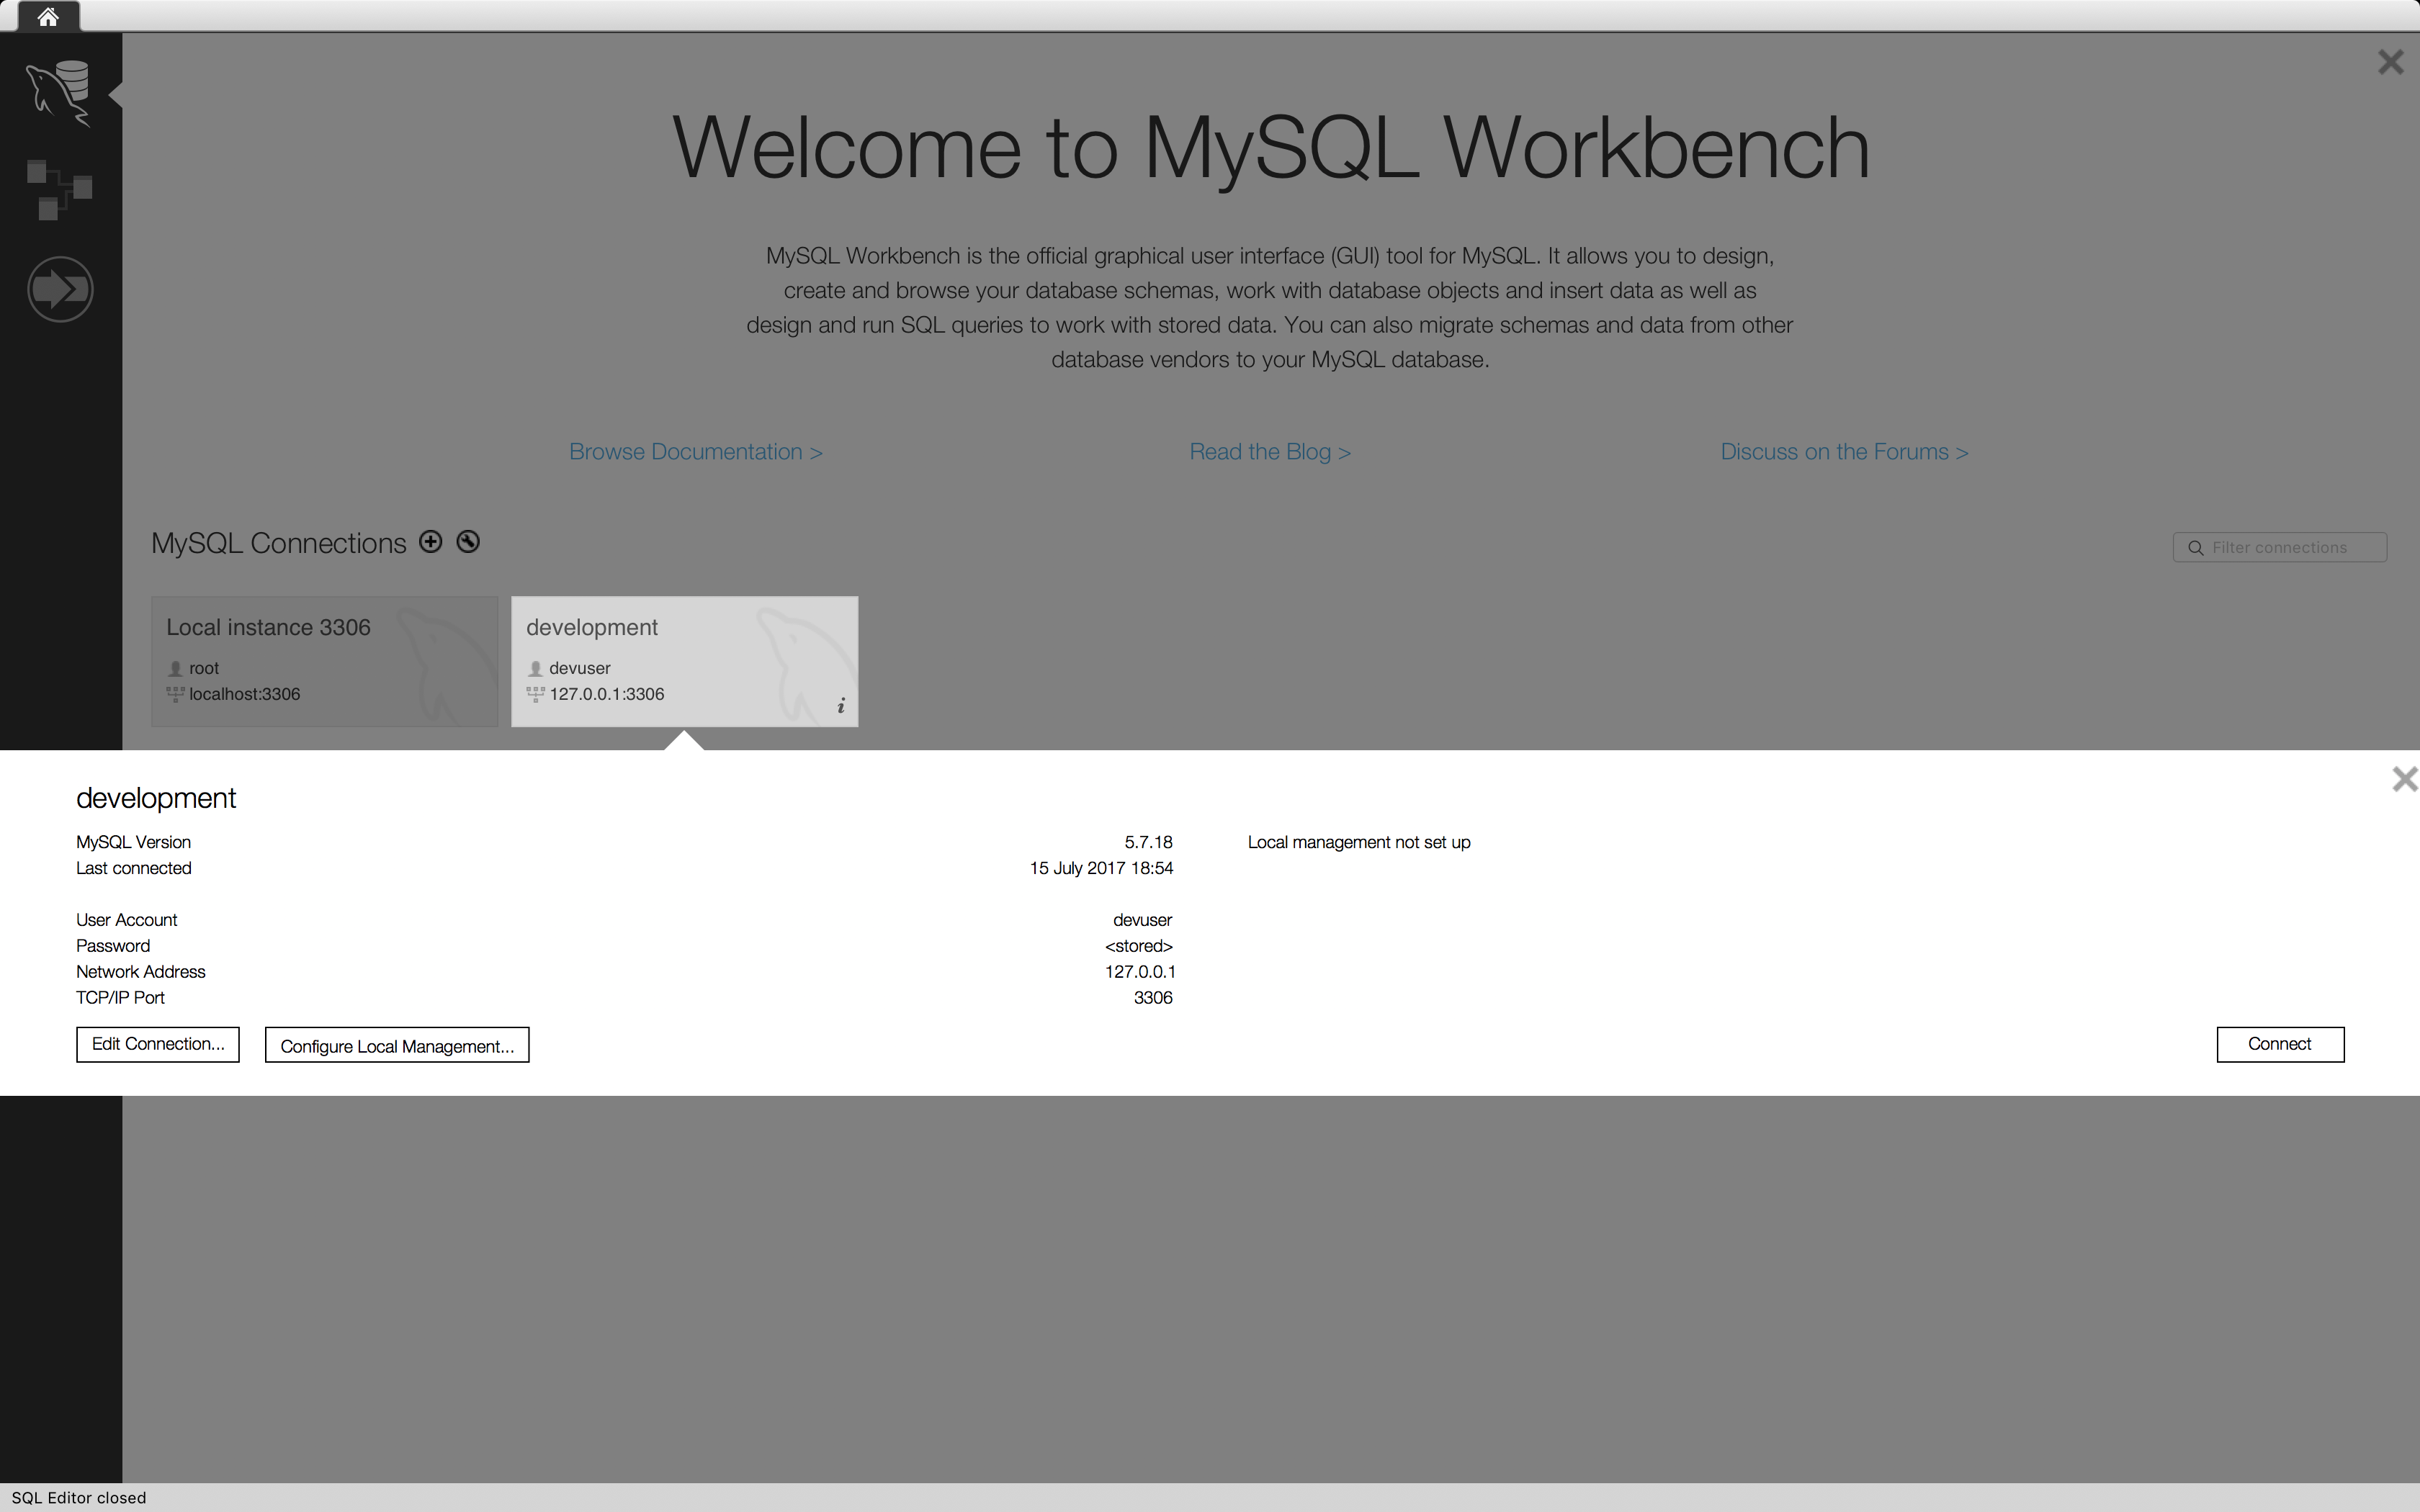 Welcome to MySQL Workbench
MySQL Workbench is the official graphical user interface (GUI) tool for MySQL. It allows you to design,
create and browse your database schemas, work with database objects and insert data as well as
design and run SQL queries to work with stored data. You can also migrate schemas and data from other
database vendors to your MySQL database.
Browse Documentation >
Read the Blog >
Discuss on the Forums >
MySQL Connections
Filter connections
Local instance 3306
root
localhost:3306
development
devuser
127.0.0.1:3306
i
development
MySQL Version 5.7.18
Local management not set up
Last connected 15 July 2017 18:54
User Account devuser
Password <stored>
Network Address 127.0.0.1
TCP/IP Port 3306
Edit Connection...
Configure Local Management...
Connect
SQL Editor closed